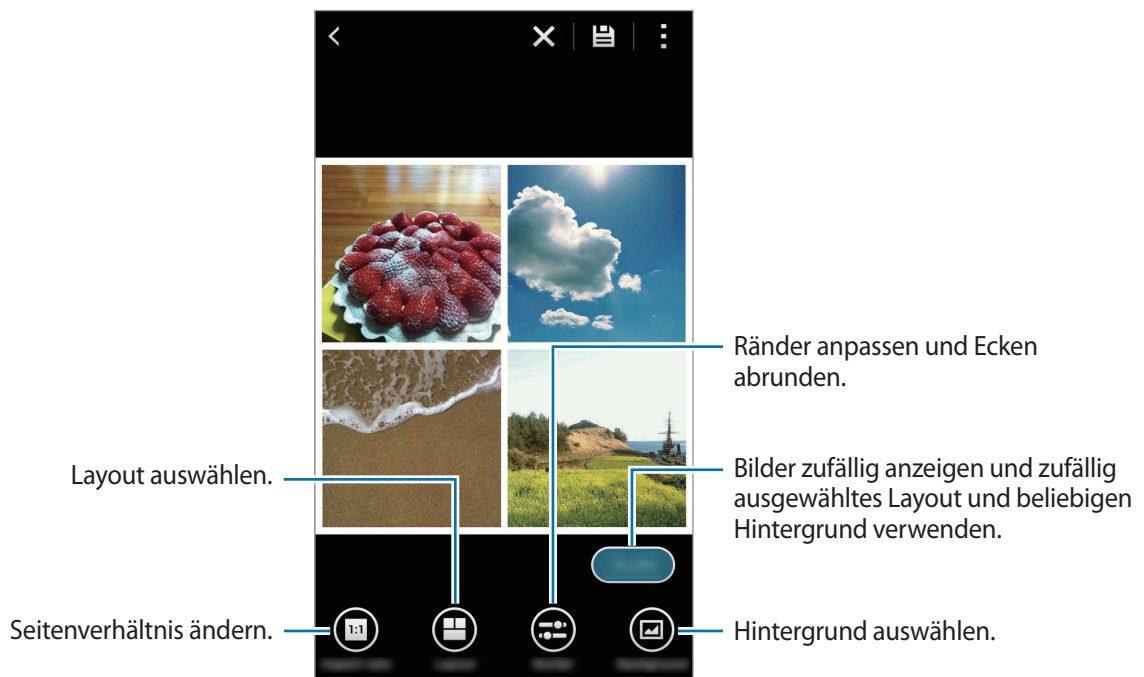 Ränder anpassen und Ecken
abrunden.
Layout auswählen.
Bilder zufällig anzeigen und zufällig
ausgewähltes Layout und beliebigen
Hintergrund verwenden.
1:1
Seitenverhältnis ändern.
Hintergrund auswählen.